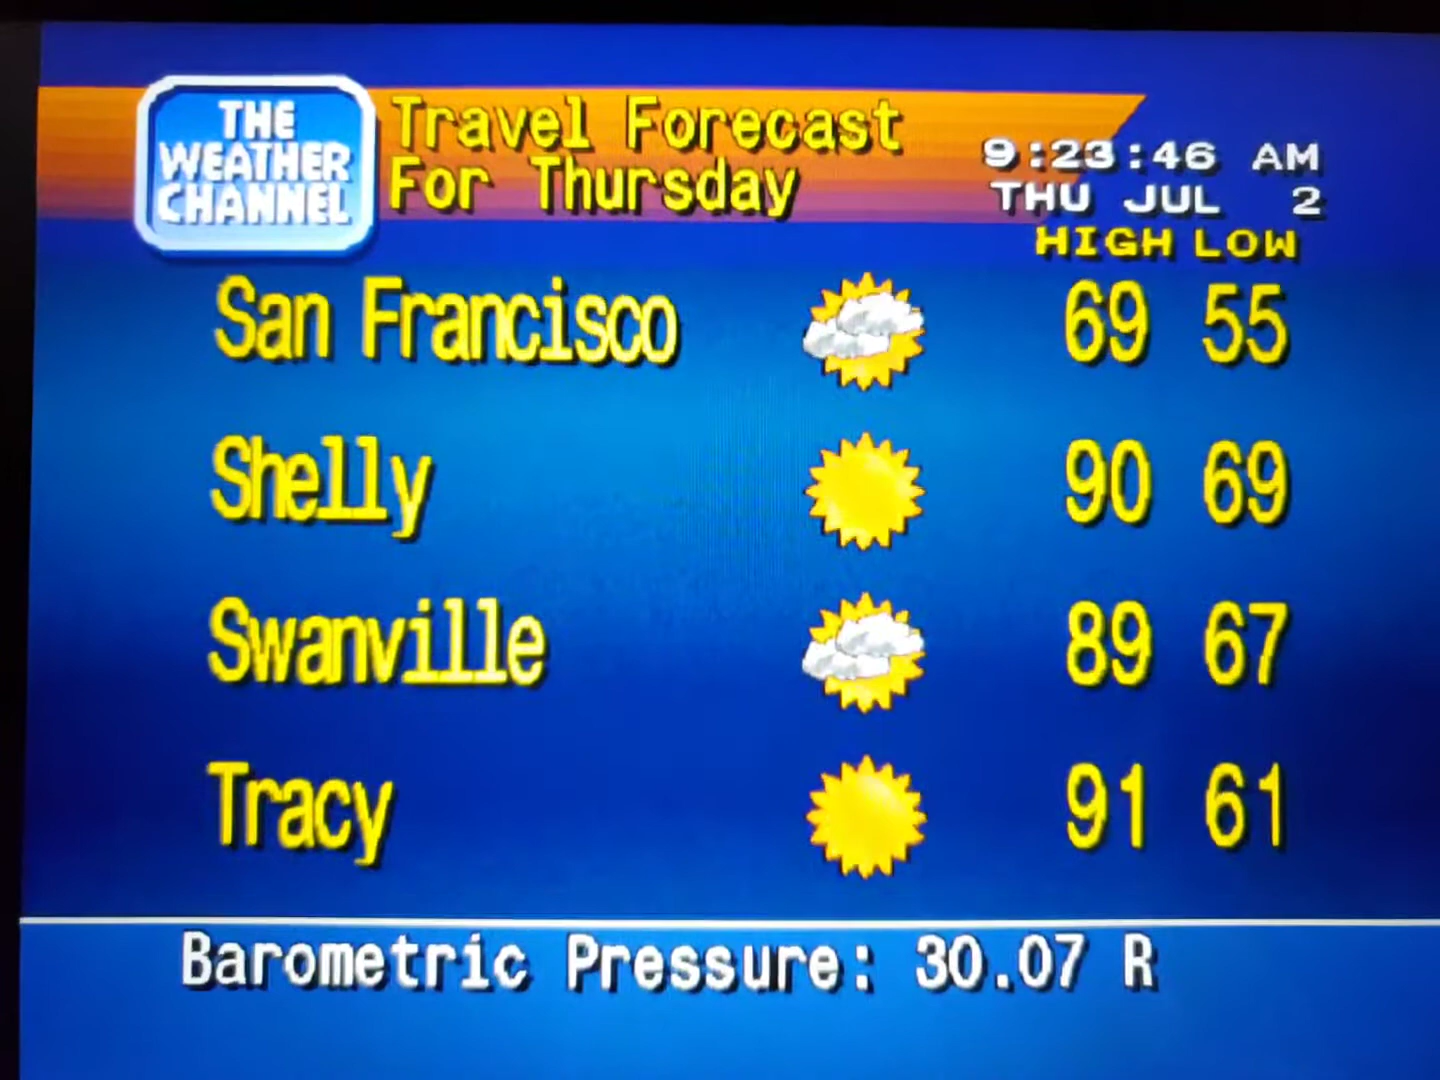 THE
WEATHER
CHANNEL
Travel Forecast
For Thursday
9:23:46 AM
THU JUL 2
HIGH LOW
San Francisco 69 55
Shelly 90 69
Swanville 89 67
Tracy 91 61
Barometric Pressure: 30.07 R